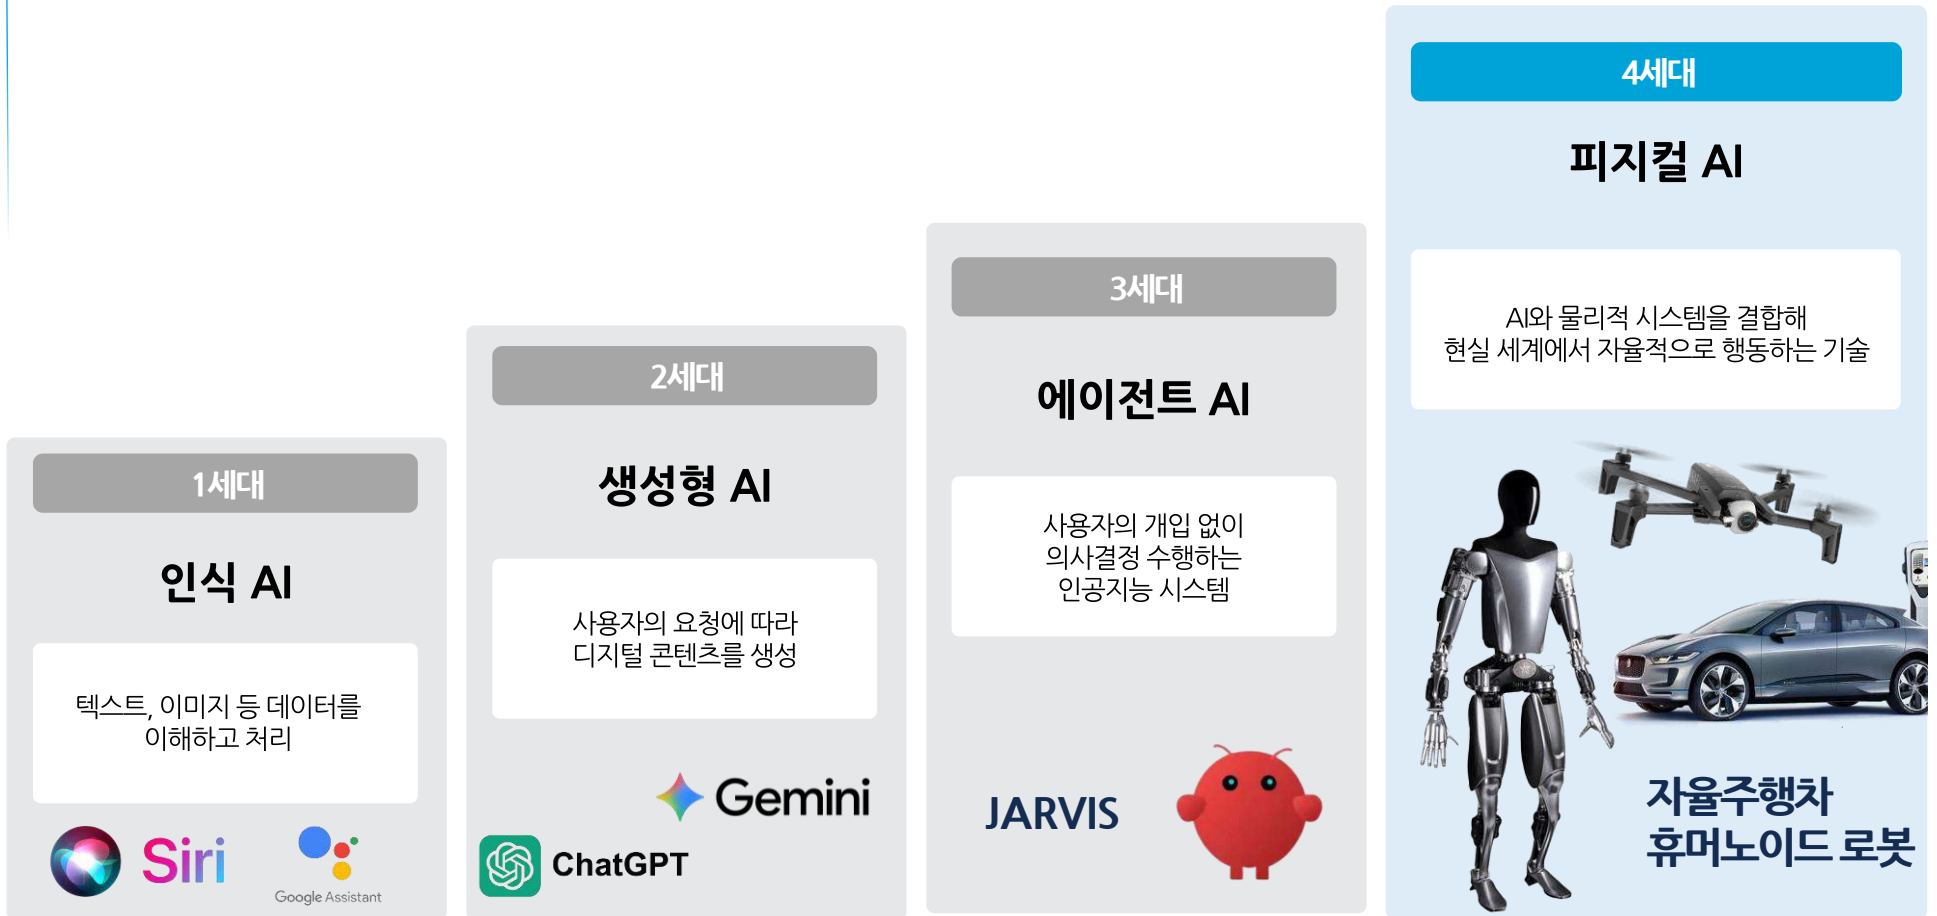 1세대
인식 AI
텍스트, 이미지 등 데이터를
이해하고 처리
Siri
Google Assistant
2세대
생성형 AI
사용자의 요청에 따라
디지털 콘텐츠를 생성
Gemini
ChatGPT
3세대
에이전트 AI
사용자의 개입 없이
의사결정 수행하는
인공지능 시스템
JARVIS
4세대
피지컬 AI
AI와 물리적 시스템을 결합해
현실 세계에서 자율적으로 행동하는 기술
자율주행차
휴머노이드 로봇